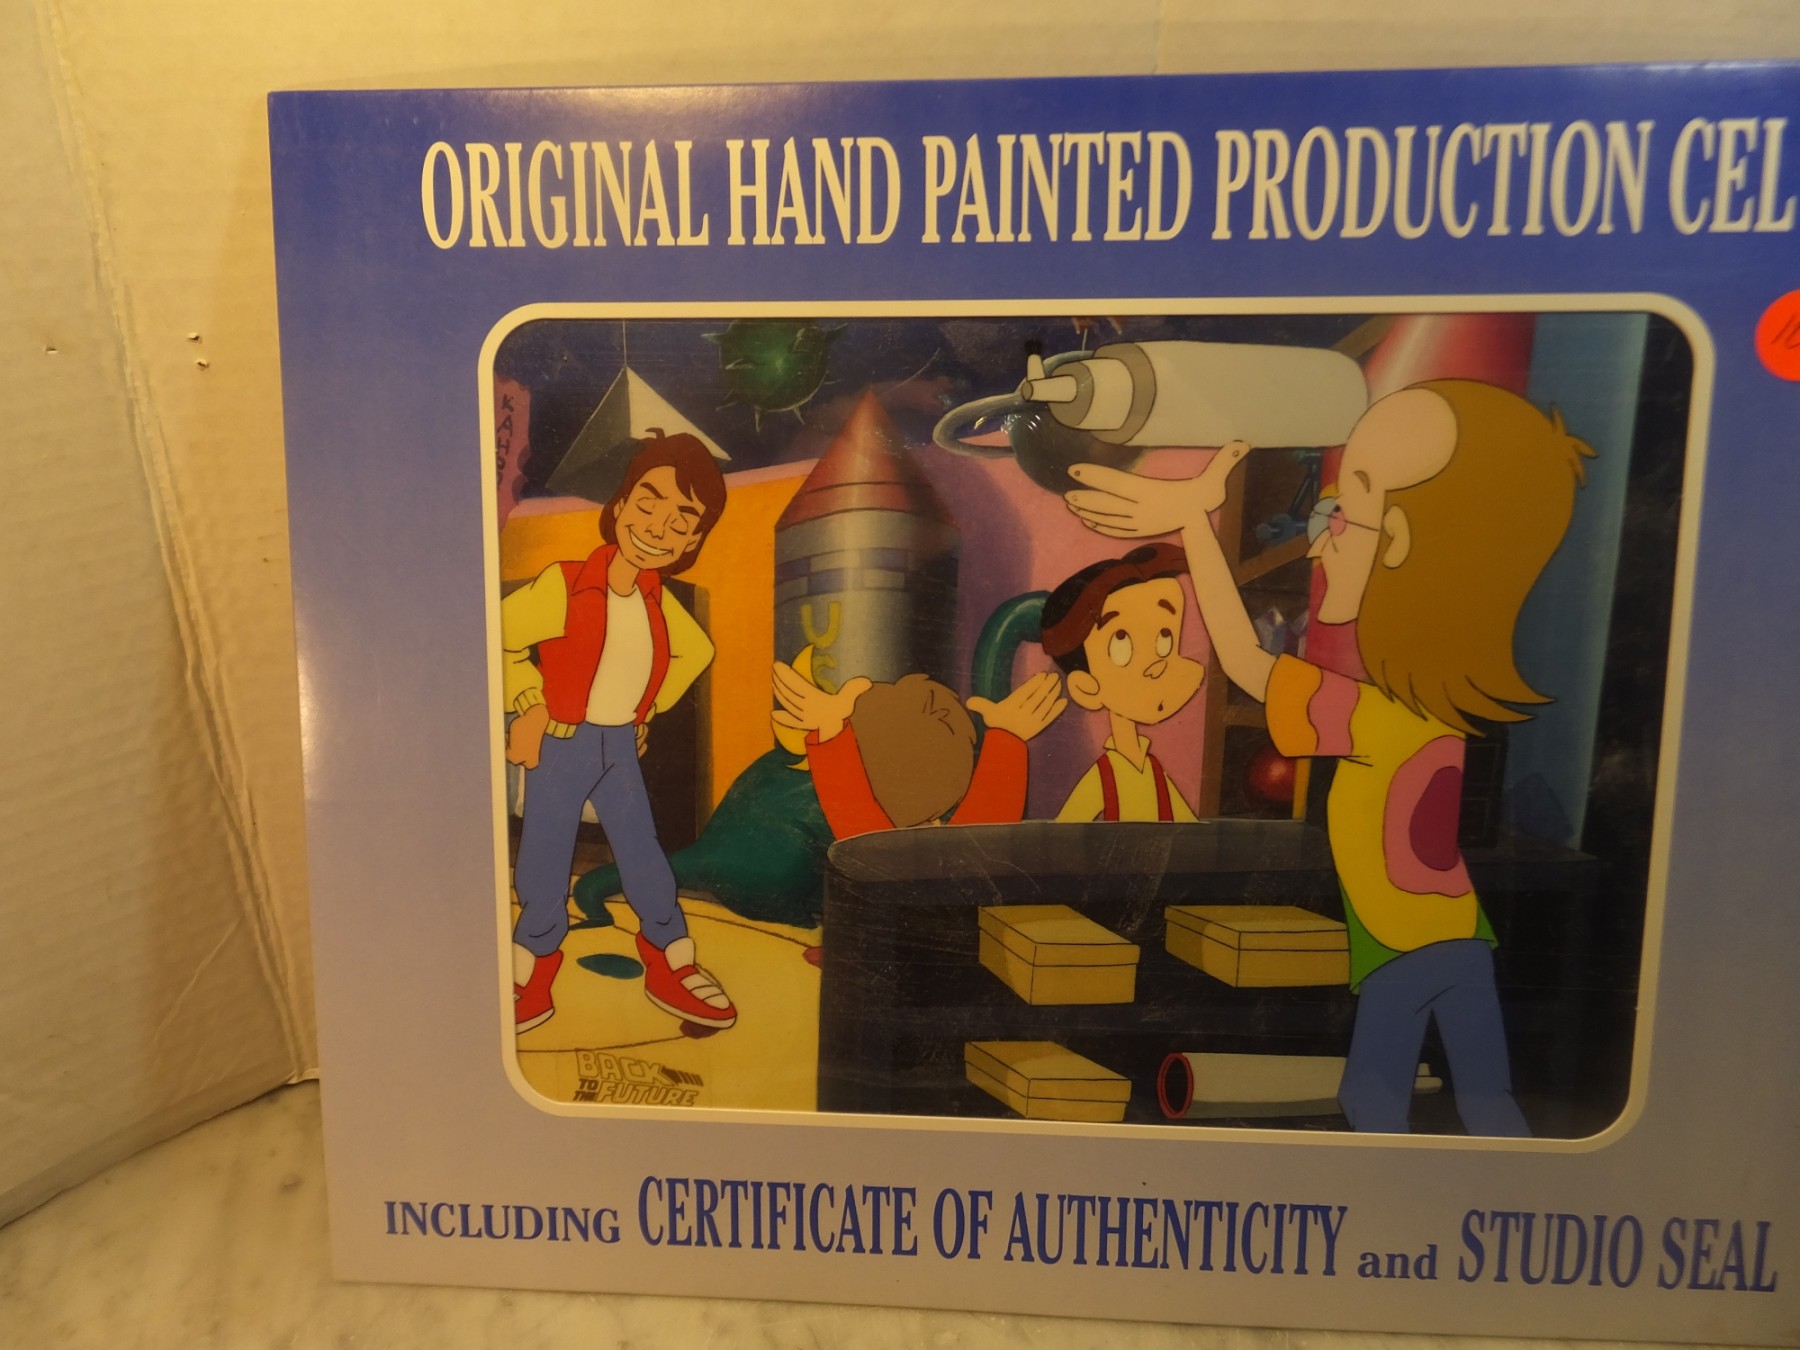 ORIGINAL HAND PAINTED PRODUCTION CEL
BACK
TO THE FUTURE
INCLUDING CERTIFICATE OF AUTHENTICITY and STUDIO SEAL